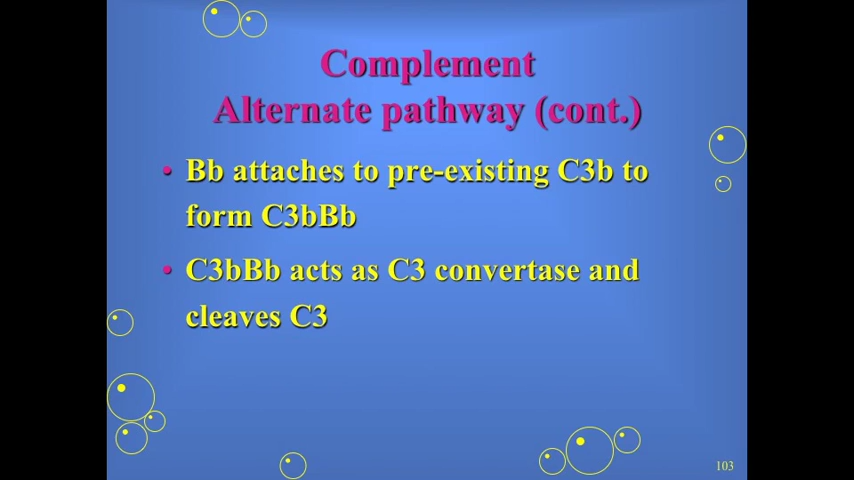 Complement
Alternate pathway (cont.)
• Bb attaches to pre-existing C3b to
form C3bBb
• C3bBb acts as C3 convertase and
cleaves C3
103